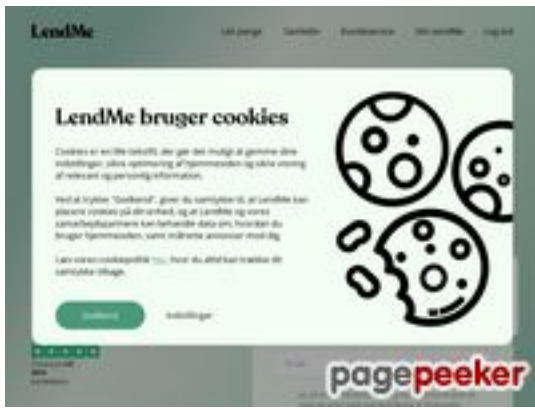 LendMe
Lån penge Samlelån Kundeservice Om LendMe Log ind
LendMe bruger cookies
Cookies er en lille tekstfil, der gør det muligt at gemme dine
indstillinger, sikre optimering af hjemmesiden og sikre visning
af relevant og personlig information.
Ved at trykke "Godkend", giver du samtykke til, at LendMe kan
placere cookies på din enhed, og at LendMe og vores
samarbejdspartnere kan behandle data om, hvordan du
bruger hjemmesiden, samt målrette annoncer mod dig.
Læs vores cookiepolitik her, hvor du altid kan trække dit
samtykke tilbage.
Godkend Indstillinger
pagepeeker